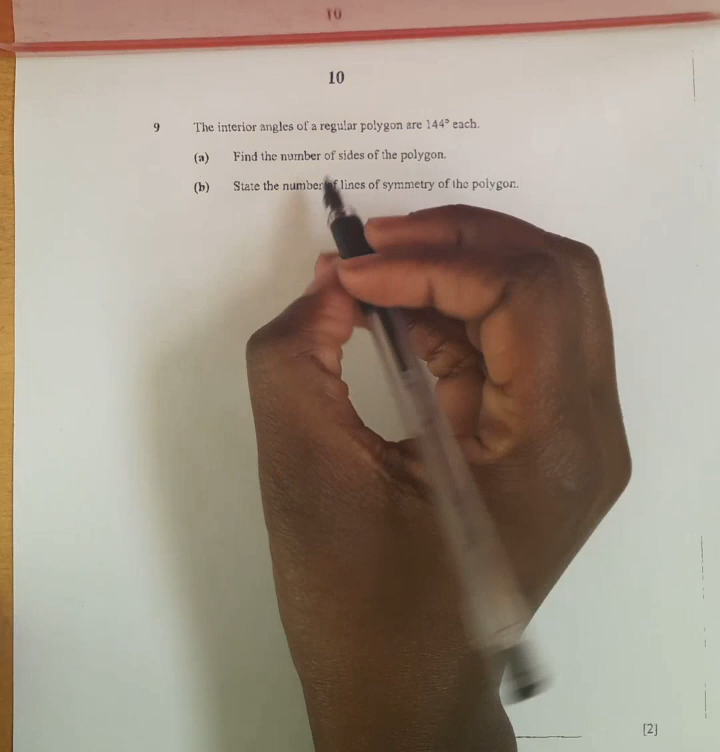 10
10
9 The interior angles of a regular polygon are 144° each.
(a) Find the number of sides of the polygon.
(b) State the number of lines of symmetry of the polygon.
[2]